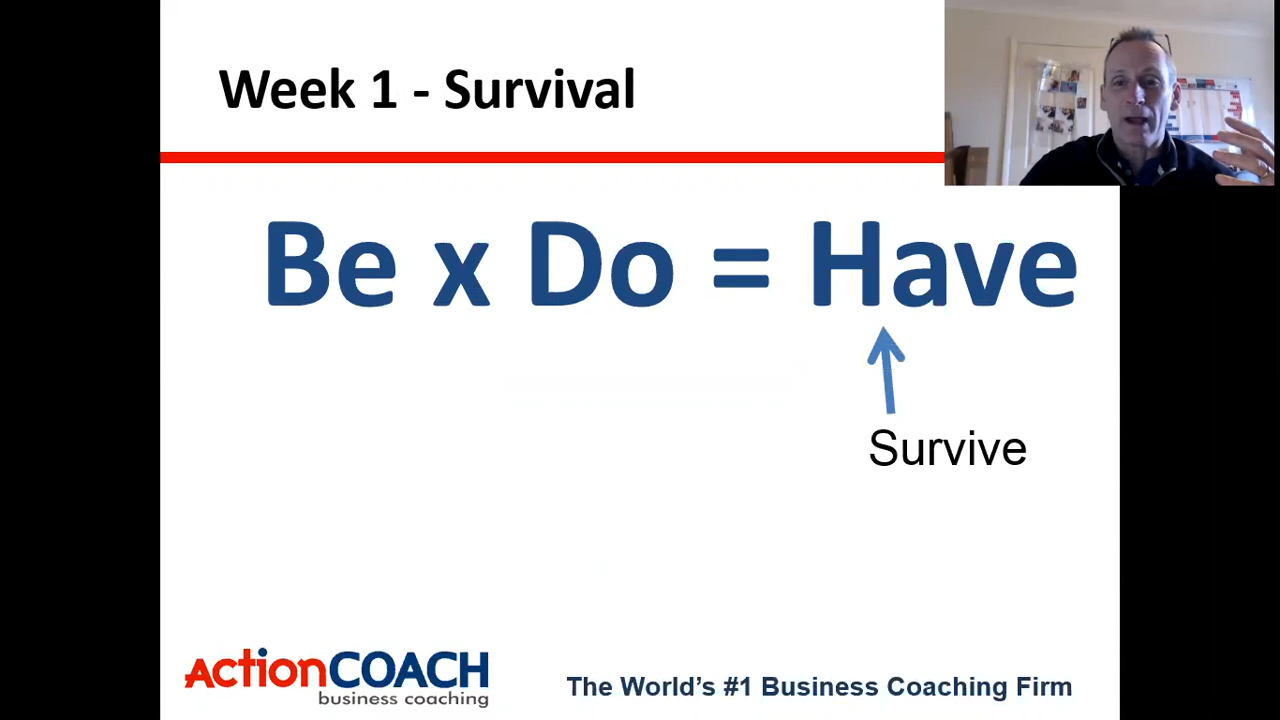 Week 1 - Survival
Be x Do = Have
Survive
ActionCOACH
business coaching
The World's #1 Business Coaching Firm